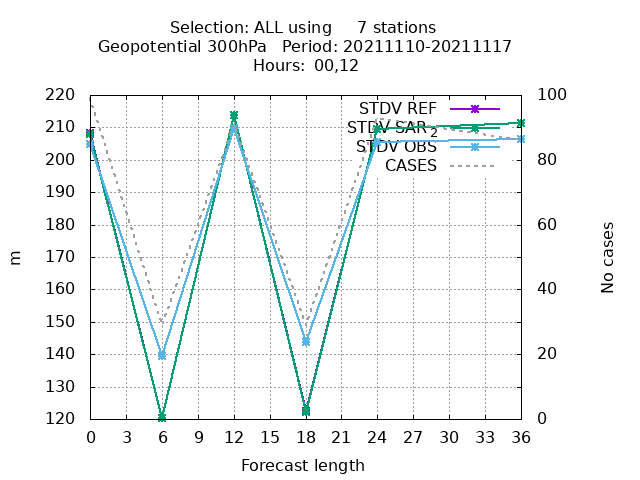 Selection: ALL using     7 stations
Geopotential 300hPa   Period: 20211110-20211117
Hours:  00,12
220 100
210
200 80
190
180 60
170
160 40
150
140 20
130
120 0
STDV REF
STDV SAR 2
STDV OBS
CASES
m
No cases
0 3 6 9 12 15 18 21 24 27 30 33 36
Forecast length